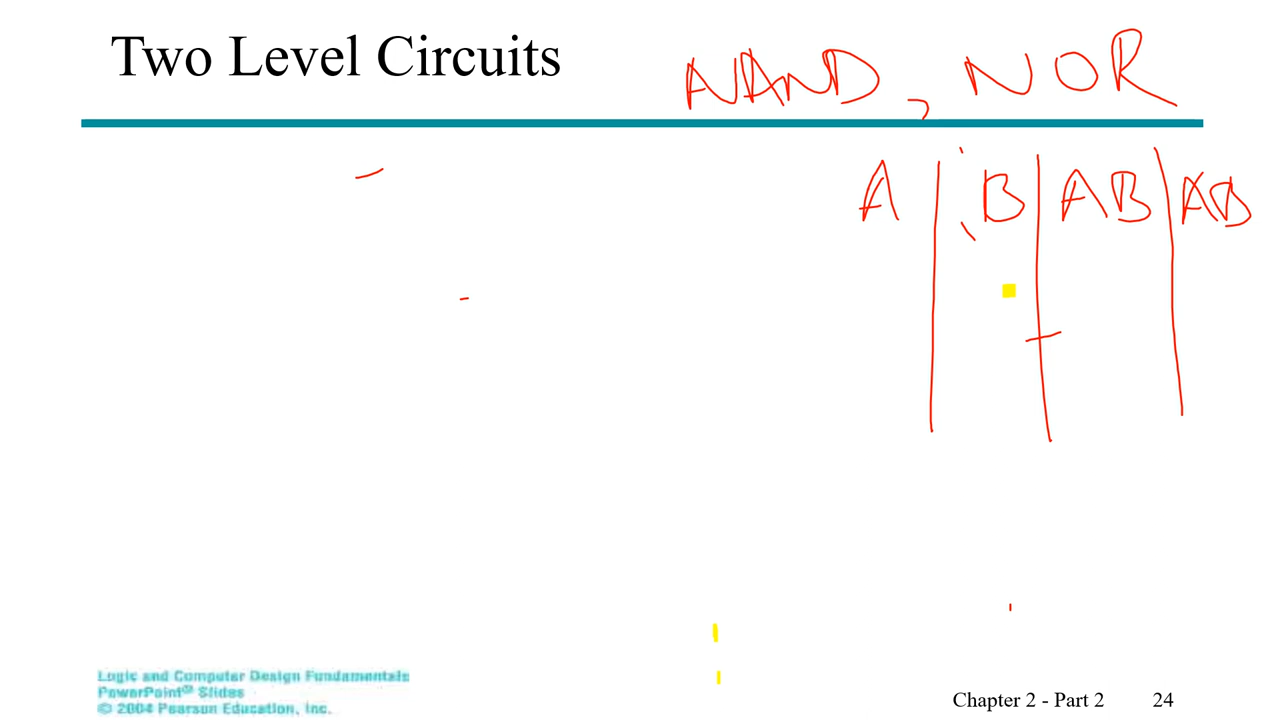 Two Level Circuits
NAND, NOR
A B AB AB
Logic and Computer Design Fundamentals
PowerPoint® Slides
© 2004 Pearson Education, Inc.
Chapter 2 - Part 2 24